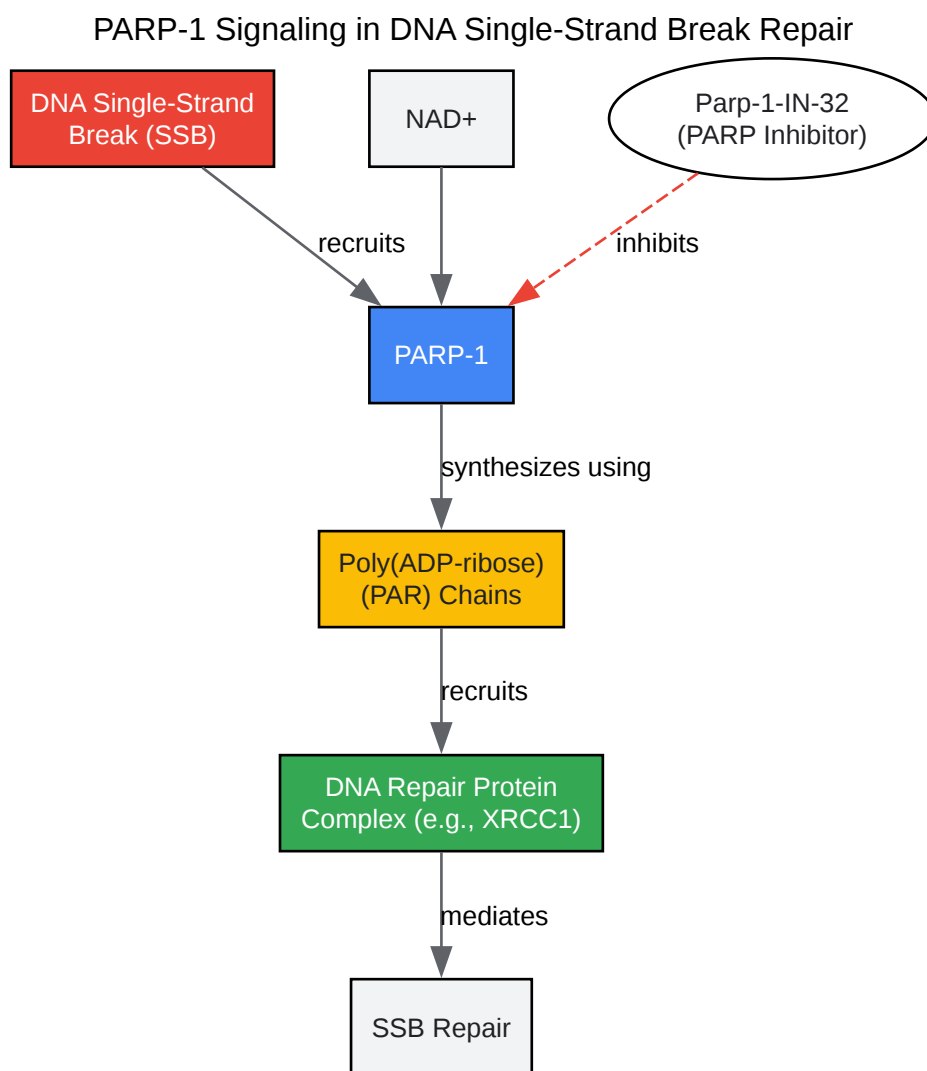 PARP-1 Signaling in DNA Single-Strand Break Repair
DNA Single-Strand
Break (SSB)
NAD+
Parp-1-IN-32
(PARP Inhibitor)
recruits
inhibits
PARP-1
synthesizes using
Poly(ADP-ribose)
(PAR) Chains
recruits
DNA Repair Protein
Complex (e.g., XRCC1)
mediates
SSB Repair